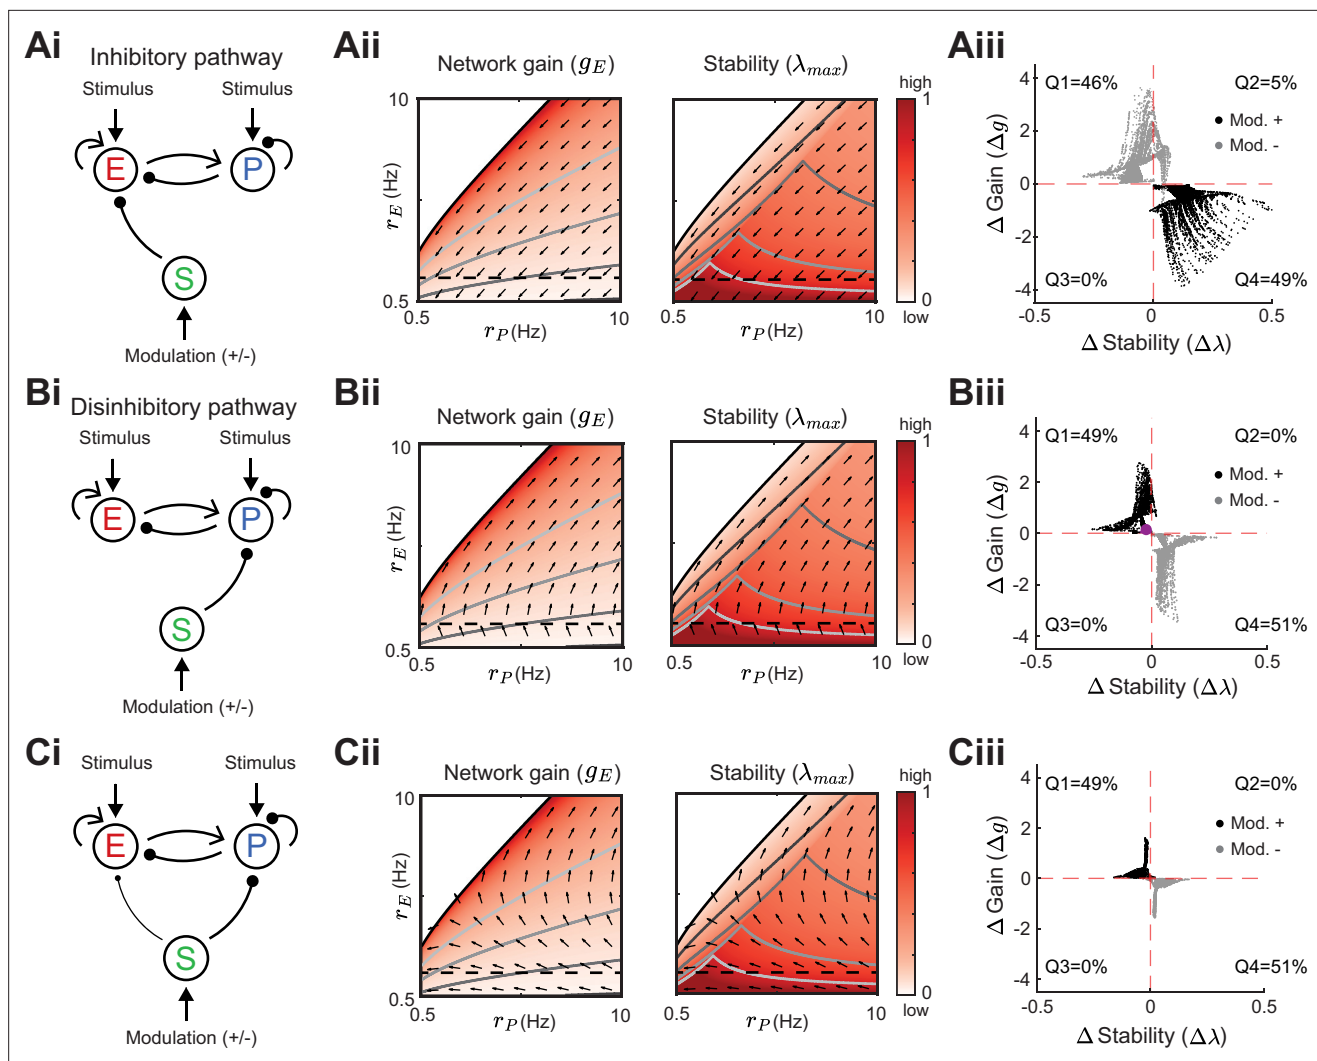 Ai
Inhibitory pathway
Stimulus
Stimulus
E
P
S
Modulation (+/-)
Aii
Network gain (g_E)
Stability (λ_max)
high
1
0
low
10
r_E (Hz)
0.5
0.5
r_P (Hz)
10
0.5
10
Aiii
Q1=46%
Q2=5%
Mod. +
Mod. -
Q3=0%
Q4=49%
4
2
0
-2
-4
Δ Gain (Δg)
-0.5
0
0.5
Δ Stability (Δλ)
Bi
Disinhibitory pathway
Stimulus
Stimulus
E
P
S
Modulation (+/-)
Bii
Network gain (g_E)
Stability (λ_max)
high
1
0
low
10
r_E (Hz)
0.5
0.5
r_P (Hz)
10
0.5
10
Biii
Q1=49%
Q2=0%
Mod. +
Mod. -
Q3=0%
Q4=51%
4
2
0
-2
-4
Δ Gain (Δg)
-0.5
0
0.5
Δ Stability (Δλ)
Ci
Stimulus
Stimulus
E
P
S
Modulation (+/-)
Cii
Network gain (g_E)
Stability (λ_max)
high
1
0
low
10
r_E (Hz)
0.5
0.5
r_P (Hz)
10
0.5
10
Ciii
Q1=49%
Q2=0%
Mod. +
Mod. -
Q3=0%
Q4=51%
4
2
0
-2
-4
Δ Gain (Δg)
-0.5
0
0.5
Δ Stability (Δλ)